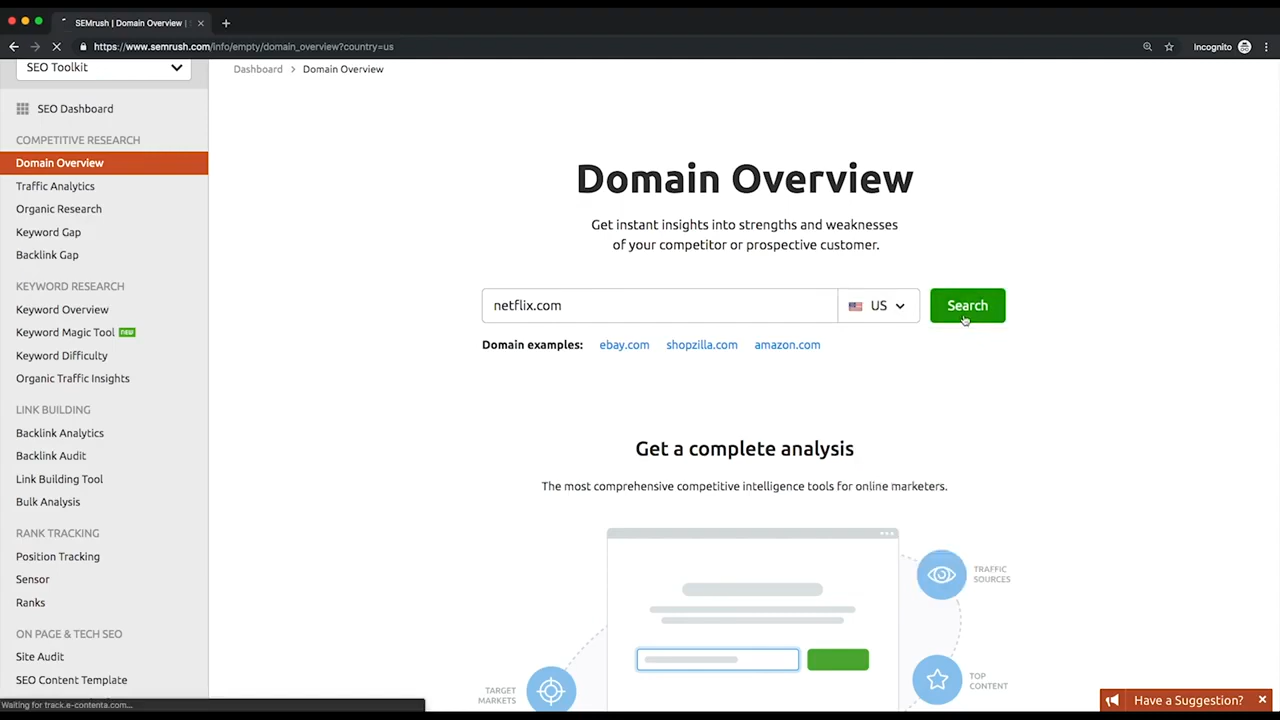 SEMrush | Domain Overview |
https://www.semrush.com/info/empty/domain_overview?country=us
Incognito
SEO Toolkit
Dashboard > Domain Overview
SEO Dashboard
COMPETITIVE RESEARCH
Domain Overview
Traffic Analytics
Organic Research
Keyword Gap
Backlink Gap
KEYWORD RESEARCH
Keyword Overview
Keyword Magic Tool new
Keyword Difficulty
Organic Traffic Insights
LINK BUILDING
Backlink Analytics
Backlink Audit
Link Building Tool
Bulk Analysis
RANK TRACKING
Position Tracking
Sensor
Ranks
ON PAGE & TECH SEO
Site Audit
SEO Content Template
Domain Overview
Get instant insights into strengths and weaknesses
of your competitor or prospective customer.
netflix.com
US
Search
Domain examples: ebay.com shopzilla.com amazon.com
Get a complete analysis
The most comprehensive competitive intelligence tools for online marketers.
TRAFFIC
SOURCES
TARGET
MARKETS
TOP
CONTENT
Waiting for track.e-contenta.com...
Have a Suggestion?